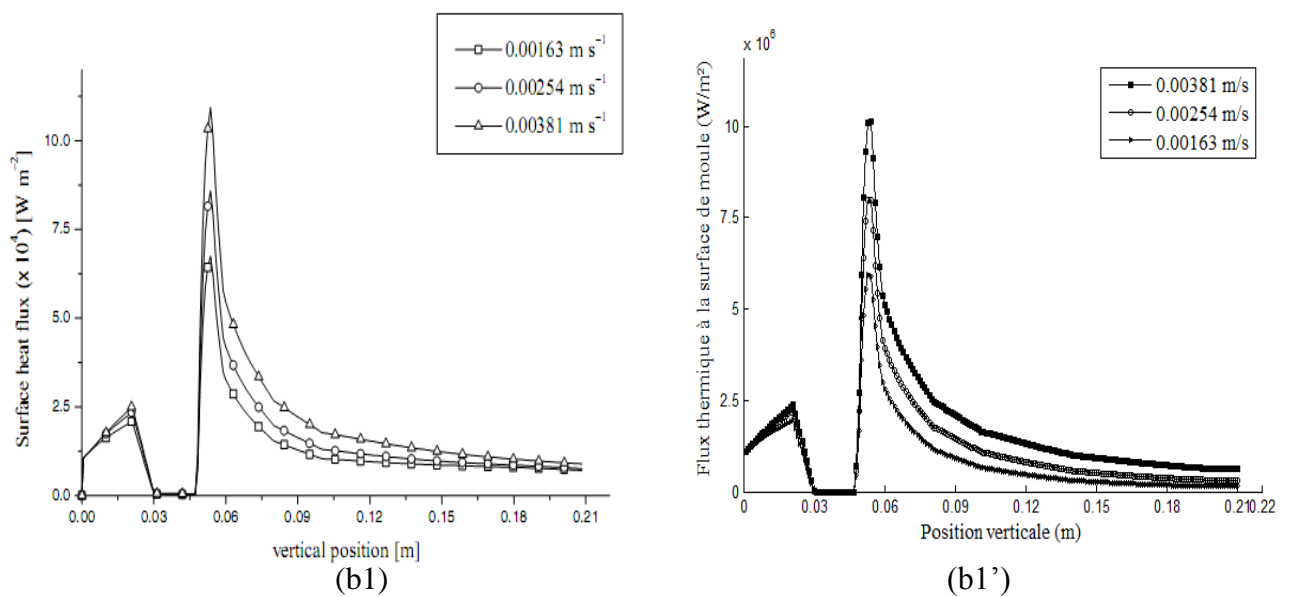 0.00163 m s⁻¹
0.00254 m s⁻¹
0.00381 m s⁻¹
Surface heat flux (x 10⁴) [W m⁻²]
10.0
7.5
5.0
2.5
0.0
0.00 0.03 0.06 0.09 0.12 0.15 0.18 0.21
vertical position [m]
(b1)
x 10⁶
0.00381 m/s
0.00254 m/s
0.00163 m/s
Flux thermique à la surface de moule (W/m²)
10
7.5
5
2.5
0
0 0.03 0.06 0.09 0.12 0.15 0.18 0.21 0.22
Position verticale (m)
(b1’)